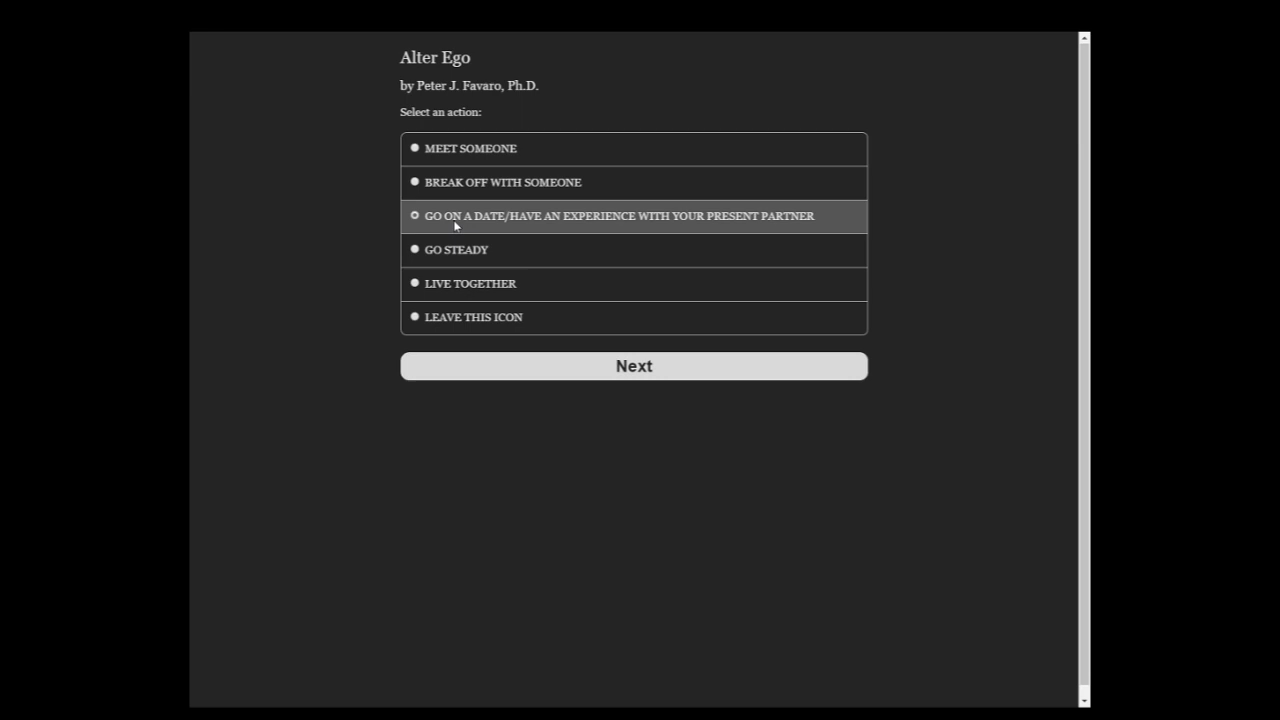 Alter Ego
by Peter J. Favaro, Ph.D.
Select an action:
MEET SOMEONE
BREAK OFF WITH SOMEONE
GO ON A DATE/HAVE AN EXPERIENCE WITH YOUR PRESENT PARTNER
GO STEADY
LIVE TOGETHER
LEAVE THIS ICON
Next